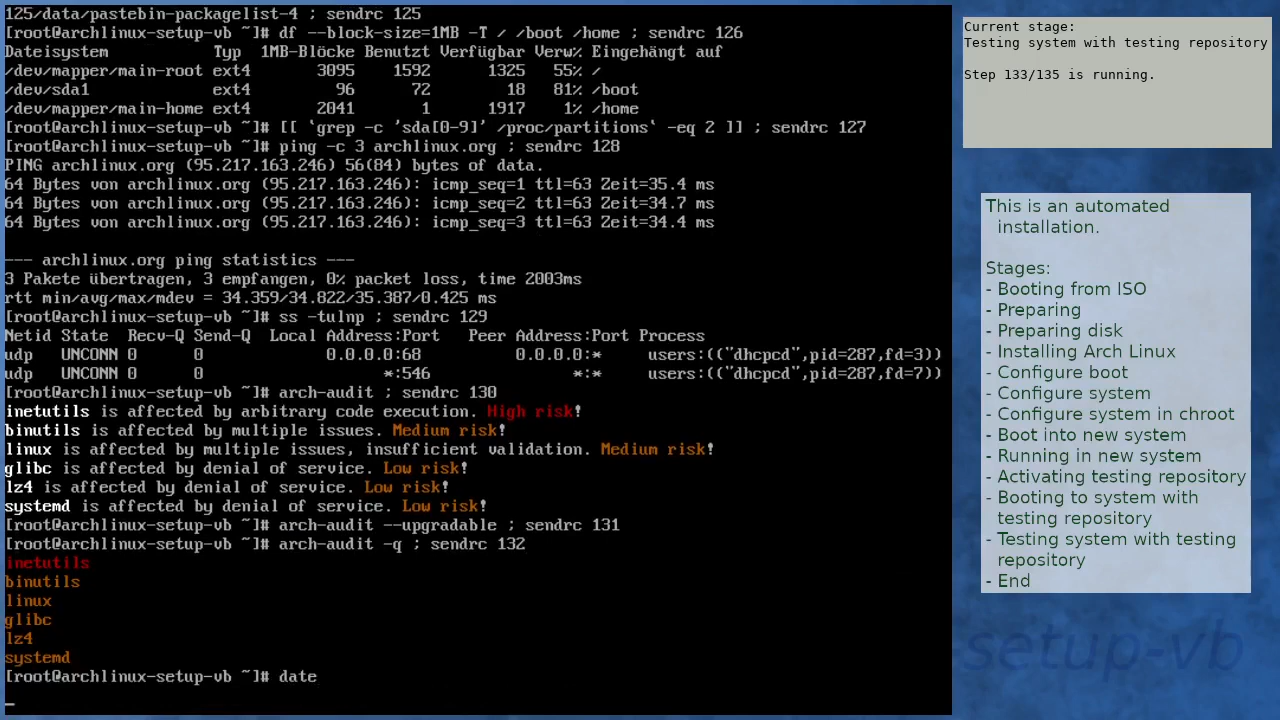 125/data/pastebin-packagelist-4 ; sendrc 125
[root@archlinux-setup-vb ~]# df --block-size=1MB -T / /boot /home ; sendrc 126
Dateisystem           Typ  1MB-Blöcke Benutzt Verfügbar Verw% Eingehängt auf
/dev/mapper/main-root ext4       3095    1592      1325   55% /
/dev/sda1             ext4         96      72        18   81% /boot
/dev/mapper/main-home ext4       2041       1      1917    1% /home
[root@archlinux-setup-vb ~]# [[ `grep -c 'sda[0-9]' /proc/partitions` -eq 2 ]] ; sendrc 127
[root@archlinux-setup-vb ~]# ping -c 3 archlinux.org ; sendrc 128
PING archlinux.org (95.217.163.246) 56(84) bytes of data.
64 Bytes von archlinux.org (95.217.163.246): icmp_seq=1 ttl=63 Zeit=35.4 ms
64 Bytes von archlinux.org (95.217.163.246): icmp_seq=2 ttl=63 Zeit=34.7 ms
64 Bytes von archlinux.org (95.217.163.246): icmp_seq=3 ttl=63 Zeit=34.4 ms
--- archlinux.org ping statistics ---
3 Pakete übertragen, 3 empfangen, 0% packet loss, time 2003ms
rtt min/avg/max/mdev = 34.359/34.822/35.387/0.425 ms
[root@archlinux-setup-vb ~]# ss -tulnp ; sendrc 129
Netid State  Recv-Q Send-Q  Local Address:Port   Peer Address:Port Process
udp   UNCONN 0      0             0.0.0.0:68          0.0.0.0:*     users:(("dhcpcd",pid=287,fd=3))
udp   UNCONN 0      0                   *:546               *:*     users:(("dhcpcd",pid=287,fd=7))
[root@archlinux-setup-vb ~]# arch-audit ; sendrc 130
inetutils is affected by arbitrary code execution. High risk!
binutils is affected by multiple issues. Medium risk!
linux is affected by multiple issues, insufficient validation. Medium risk!
glibc is affected by denial of service. Low risk!
lz4 is affected by denial of service. Low risk!
systemd is affected by denial of service. Low risk!
[root@archlinux-setup-vb ~]# arch-audit --upgradable ; sendrc 131
[root@archlinux-setup-vb ~]# arch-audit -q ; sendrc 132
inetutils
binutils
linux
glibc
lz4
systemd
[root@archlinux-setup-vb ~]# date
_
Current stage:
Testing system with testing repository
Step 133/135 is running.
This is an automated
installation.
Stages:
- Booting from ISO
- Preparing
- Preparing disk
- Installing Arch Linux
- Configure boot
- Configure system
- Configure system in chroot
- Boot into new system
- Running in new system
- Activating testing repository
- Booting to system with
testing repository
- Testing system with testing
repository
- End
setup-vb